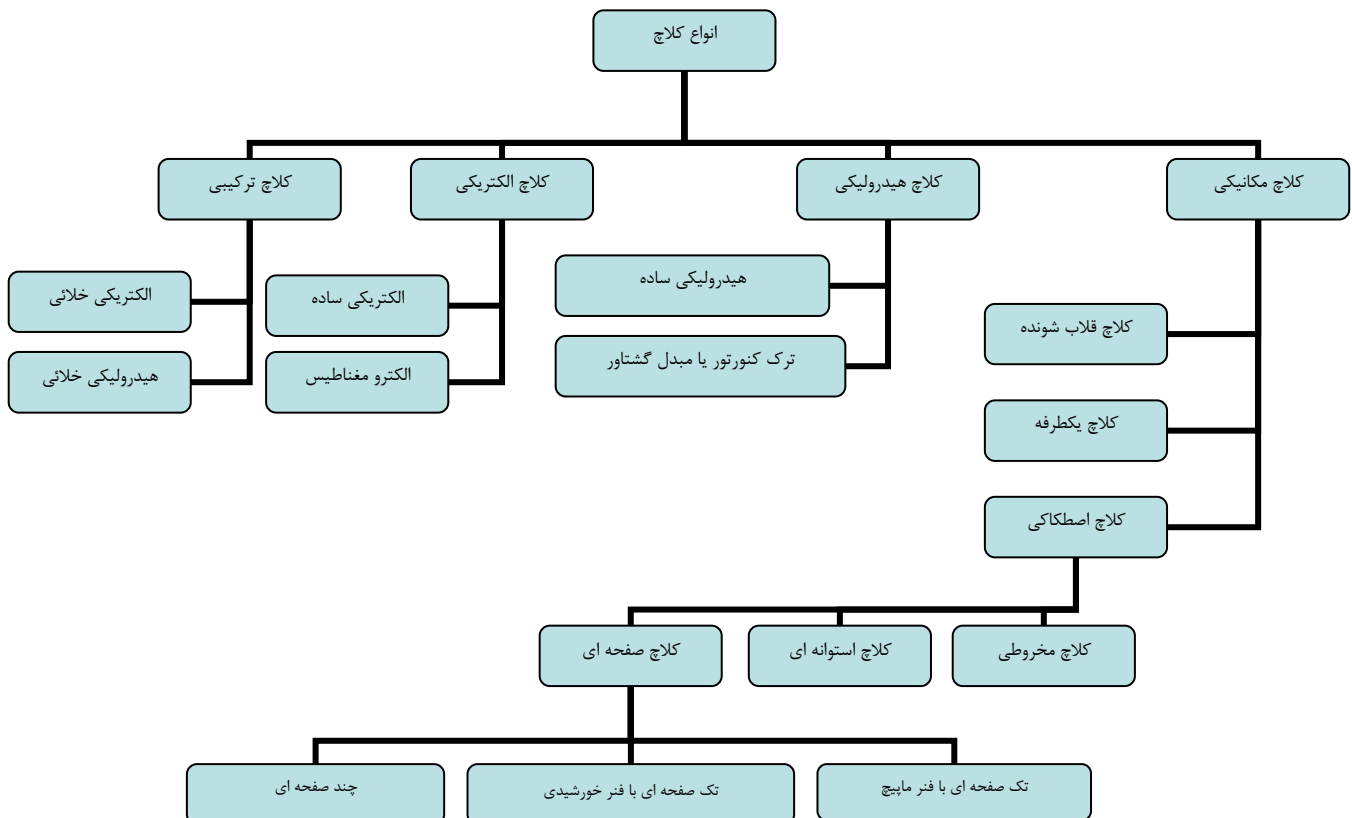 انواع کلاچ
کلاچ مکانیکی
کلاچ هیدرولیکی
کلاچ الکتریکی
کلاچ ترکیبی
کلاچ قلاب شونده
کلاچ یکطرفه
کلاچ اصطکاکی
هیدرولیکی ساده
ترک کنورتور یا مبدل گشتاور
الکتریکی ساده
الکترو مغناطیس
الکتریکی خلائی
هیدرولیکی خلائی
کلاچ مخروطی
کلاچ استوانه ای
کلاچ صفحه ای
تک صفحه ای با فنر ماپیچ
تک صفحه ای با فنر خورشیدی
چند صفحه ای